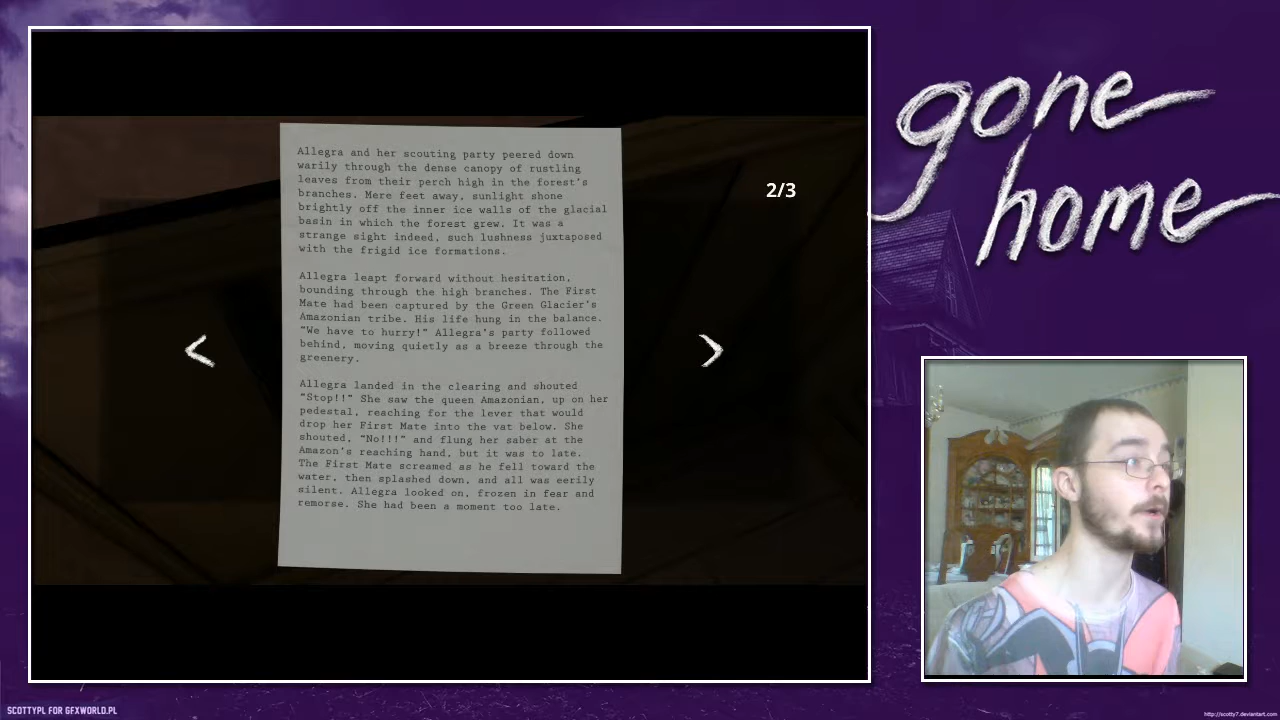 gone
home
2/3
Allegra and her scouting party peered down
warily through the dense canopy of rustling
leaves from their perch high in the forest's
branches. Mere feet away, sunlight shone
brightly off the inner ice walls of the glacial
basin in which the forest grew. It was a
strange sight indeed, such lushness juxtaposed
with the frigid ice formations.
Allegra leapt forward without hesitation,
bounding through the high branches. The First
Mate had been captured by the Green Glacier's
Amazonian tribe. His life hung in the balance.
"We have to hurry!" Allegra's party followed
behind, moving quietly as a breeze through the
greenery.
Allegra landed in the clearing and shouted
"Stop!!" She saw the queen Amazonian, up on her
pedestal, reaching for the lever that would
drop her First Mate into the vat below. She
shouted, "No!!!" and flung her saber at the
Amazon's reaching hand, but it was to late.
The First Mate screamed as he fell toward the
water, then splashed down, and all was eerily
silent. Allegra looked on, frozen in fear and
remorse. She had been a moment too late.
SCOTTYPL FOR GFXWORLD.PL
http://scotty7.deviantart.com